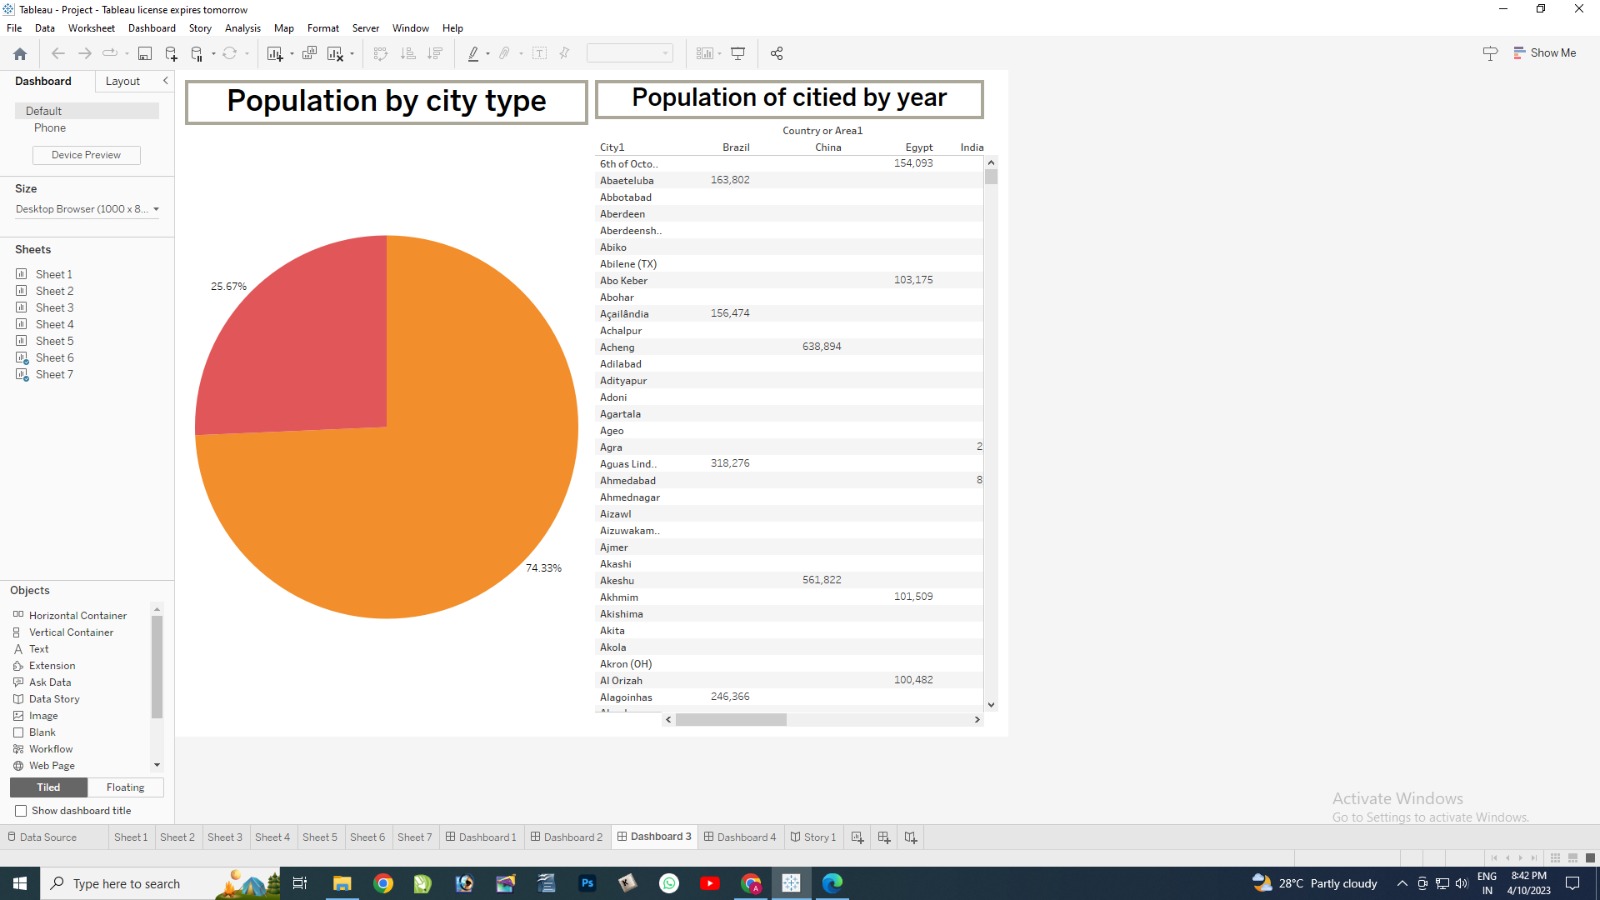 Tableau - Project - Tableau license expires tomorrow
File Data Worksheet Dashboard Story Analysis Map Format Server Window Help
Show Me
Dashboard Layout
Default
Phone
Device Preview
Size
Desktop Browser (1000 x 8...
Sheets
Sheet 1
Sheet 2
Sheet 3
Sheet 4
Sheet 5
Sheet 6
Sheet 7
Objects
Horizontal Container
Vertical Container
Text
Extension
Ask Data
Data Story
Image
Blank
Workflow
Web Page
Tiled Floating
Show dashboard title
Population by city type
25.67%
74.33%
Population of citied by year
Country or Area1
City1 Brazil China Egypt India
6th of Octo.. 154,093
Abaeteluba 163,802
Abbotabad
Aberdeen
Aberdeensh..
Abiko
Abilene (TX)
Abo Keber 103,175
Abohar
Açailândia 156,474
Achalpur
Acheng 638,894
Adilabad
Adityapur
Adoni
Agartala
Ageo
Agra 2
Aguas Lind.. 318,276
Ahmedabad 8
Ahmednagar
Aizawl
Aizuwakam..
Ajmer
Akashi
Akeshu 561,822
Akhmim 101,509
Akishima
Akita
Akola
Akron (OH)
Al Orizah 100,482
Alagoinhas 246,366
Activate Windows
Go to Settings to activate Windows.
Data Source Sheet 1 Sheet 2 Sheet 3 Sheet 4 Sheet 5 Sheet 6 Sheet 7 Dashboard 1 Dashboard 2 Dashboard 3 Dashboard 4 Story 1
Type here to search
Ps
28°C Partly cloudy
ENG
IN
8:42 PM
4/10/2023